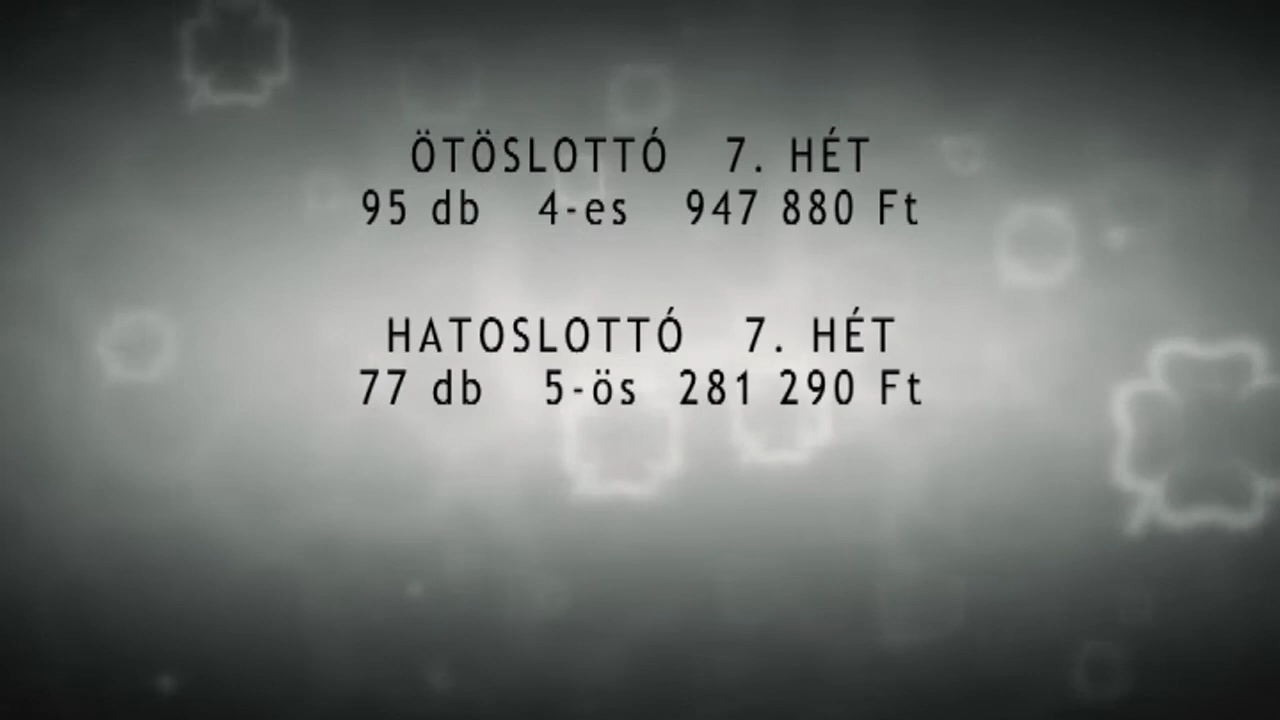 ÖTÖSLOTTÓ 7. HÉT
95 db 4-es 947 880 Ft
HATOSLOTTÓ 7. HÉT
77 db 5-ös 281 290 Ft